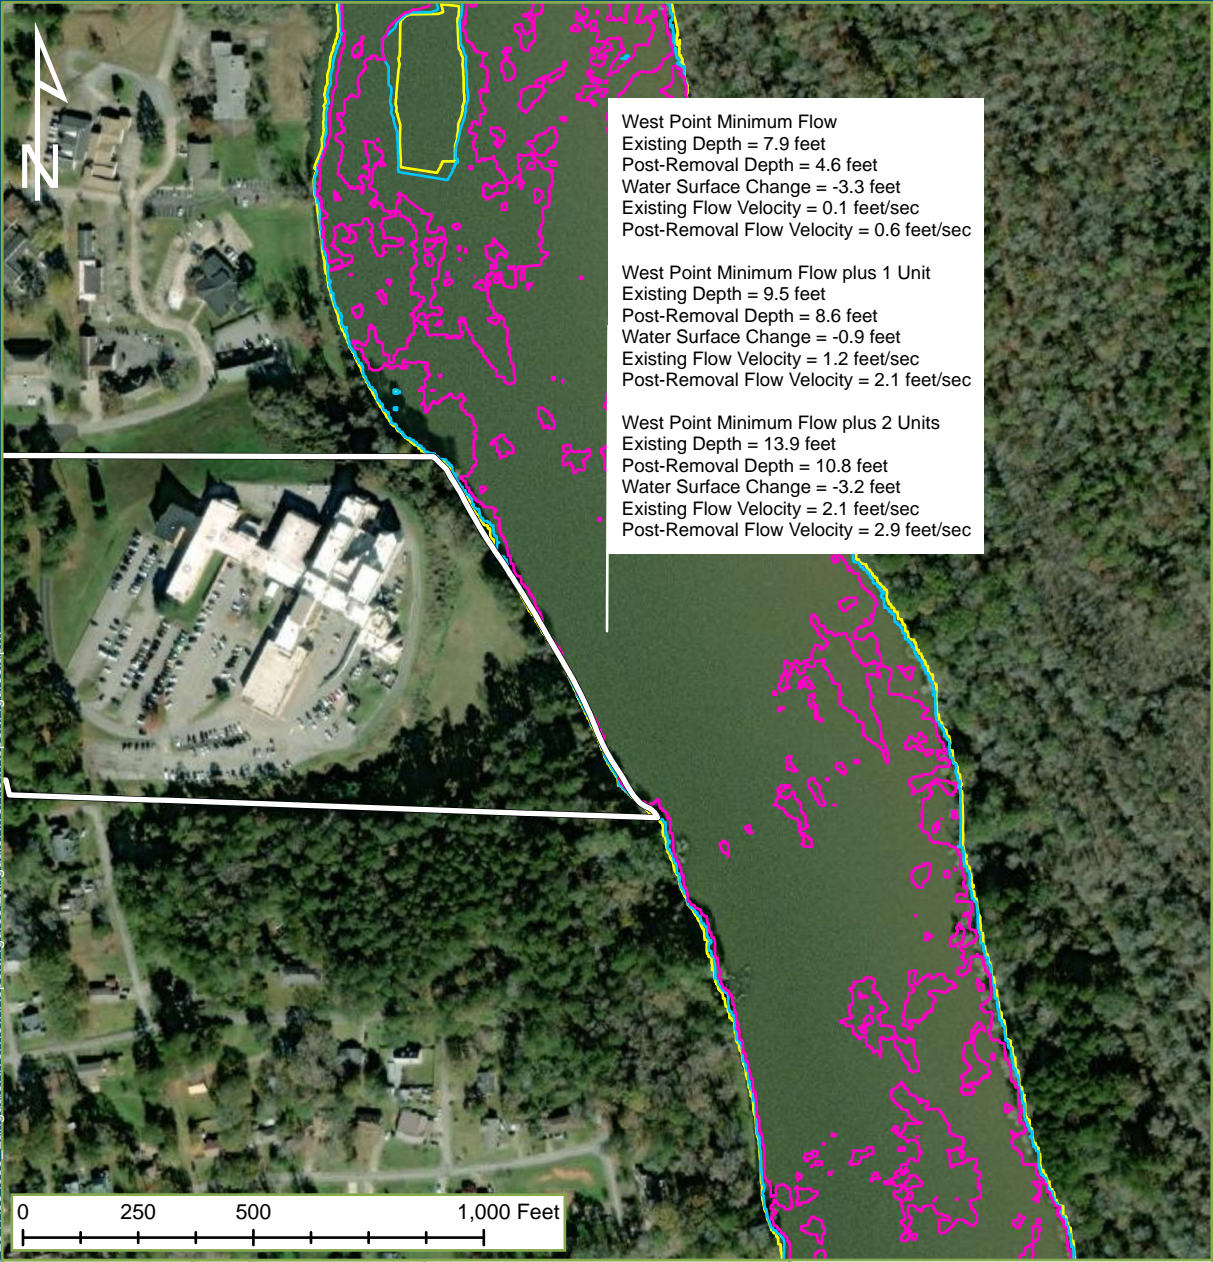 N
West Point Minimum Flow
Existing Depth = 7.9 feet
Post-Removal Depth = 4.6 feet
Water Surface Change = -3.3 feet
Existing Flow Velocity = 0.1 feet/sec
Post-Removal Flow Velocity = 0.6 feet/sec
West Point Minimum Flow plus 1 Unit
Existing Depth = 9.5 feet
Post-Removal Depth = 8.6 feet
Water Surface Change = -0.9 feet
Existing Flow Velocity = 1.2 feet/sec
Post-Removal Flow Velocity = 2.1 feet/sec
West Point Minimum Flow plus 2 Units
Existing Depth = 13.9 feet
Post-Removal Depth = 10.8 feet
Water Surface Change = -3.2 feet
Existing Flow Velocity = 2.1 feet/sec
Post-Removal Flow Velocity = 2.9 feet/sec
0 250 500 1,000 Feet